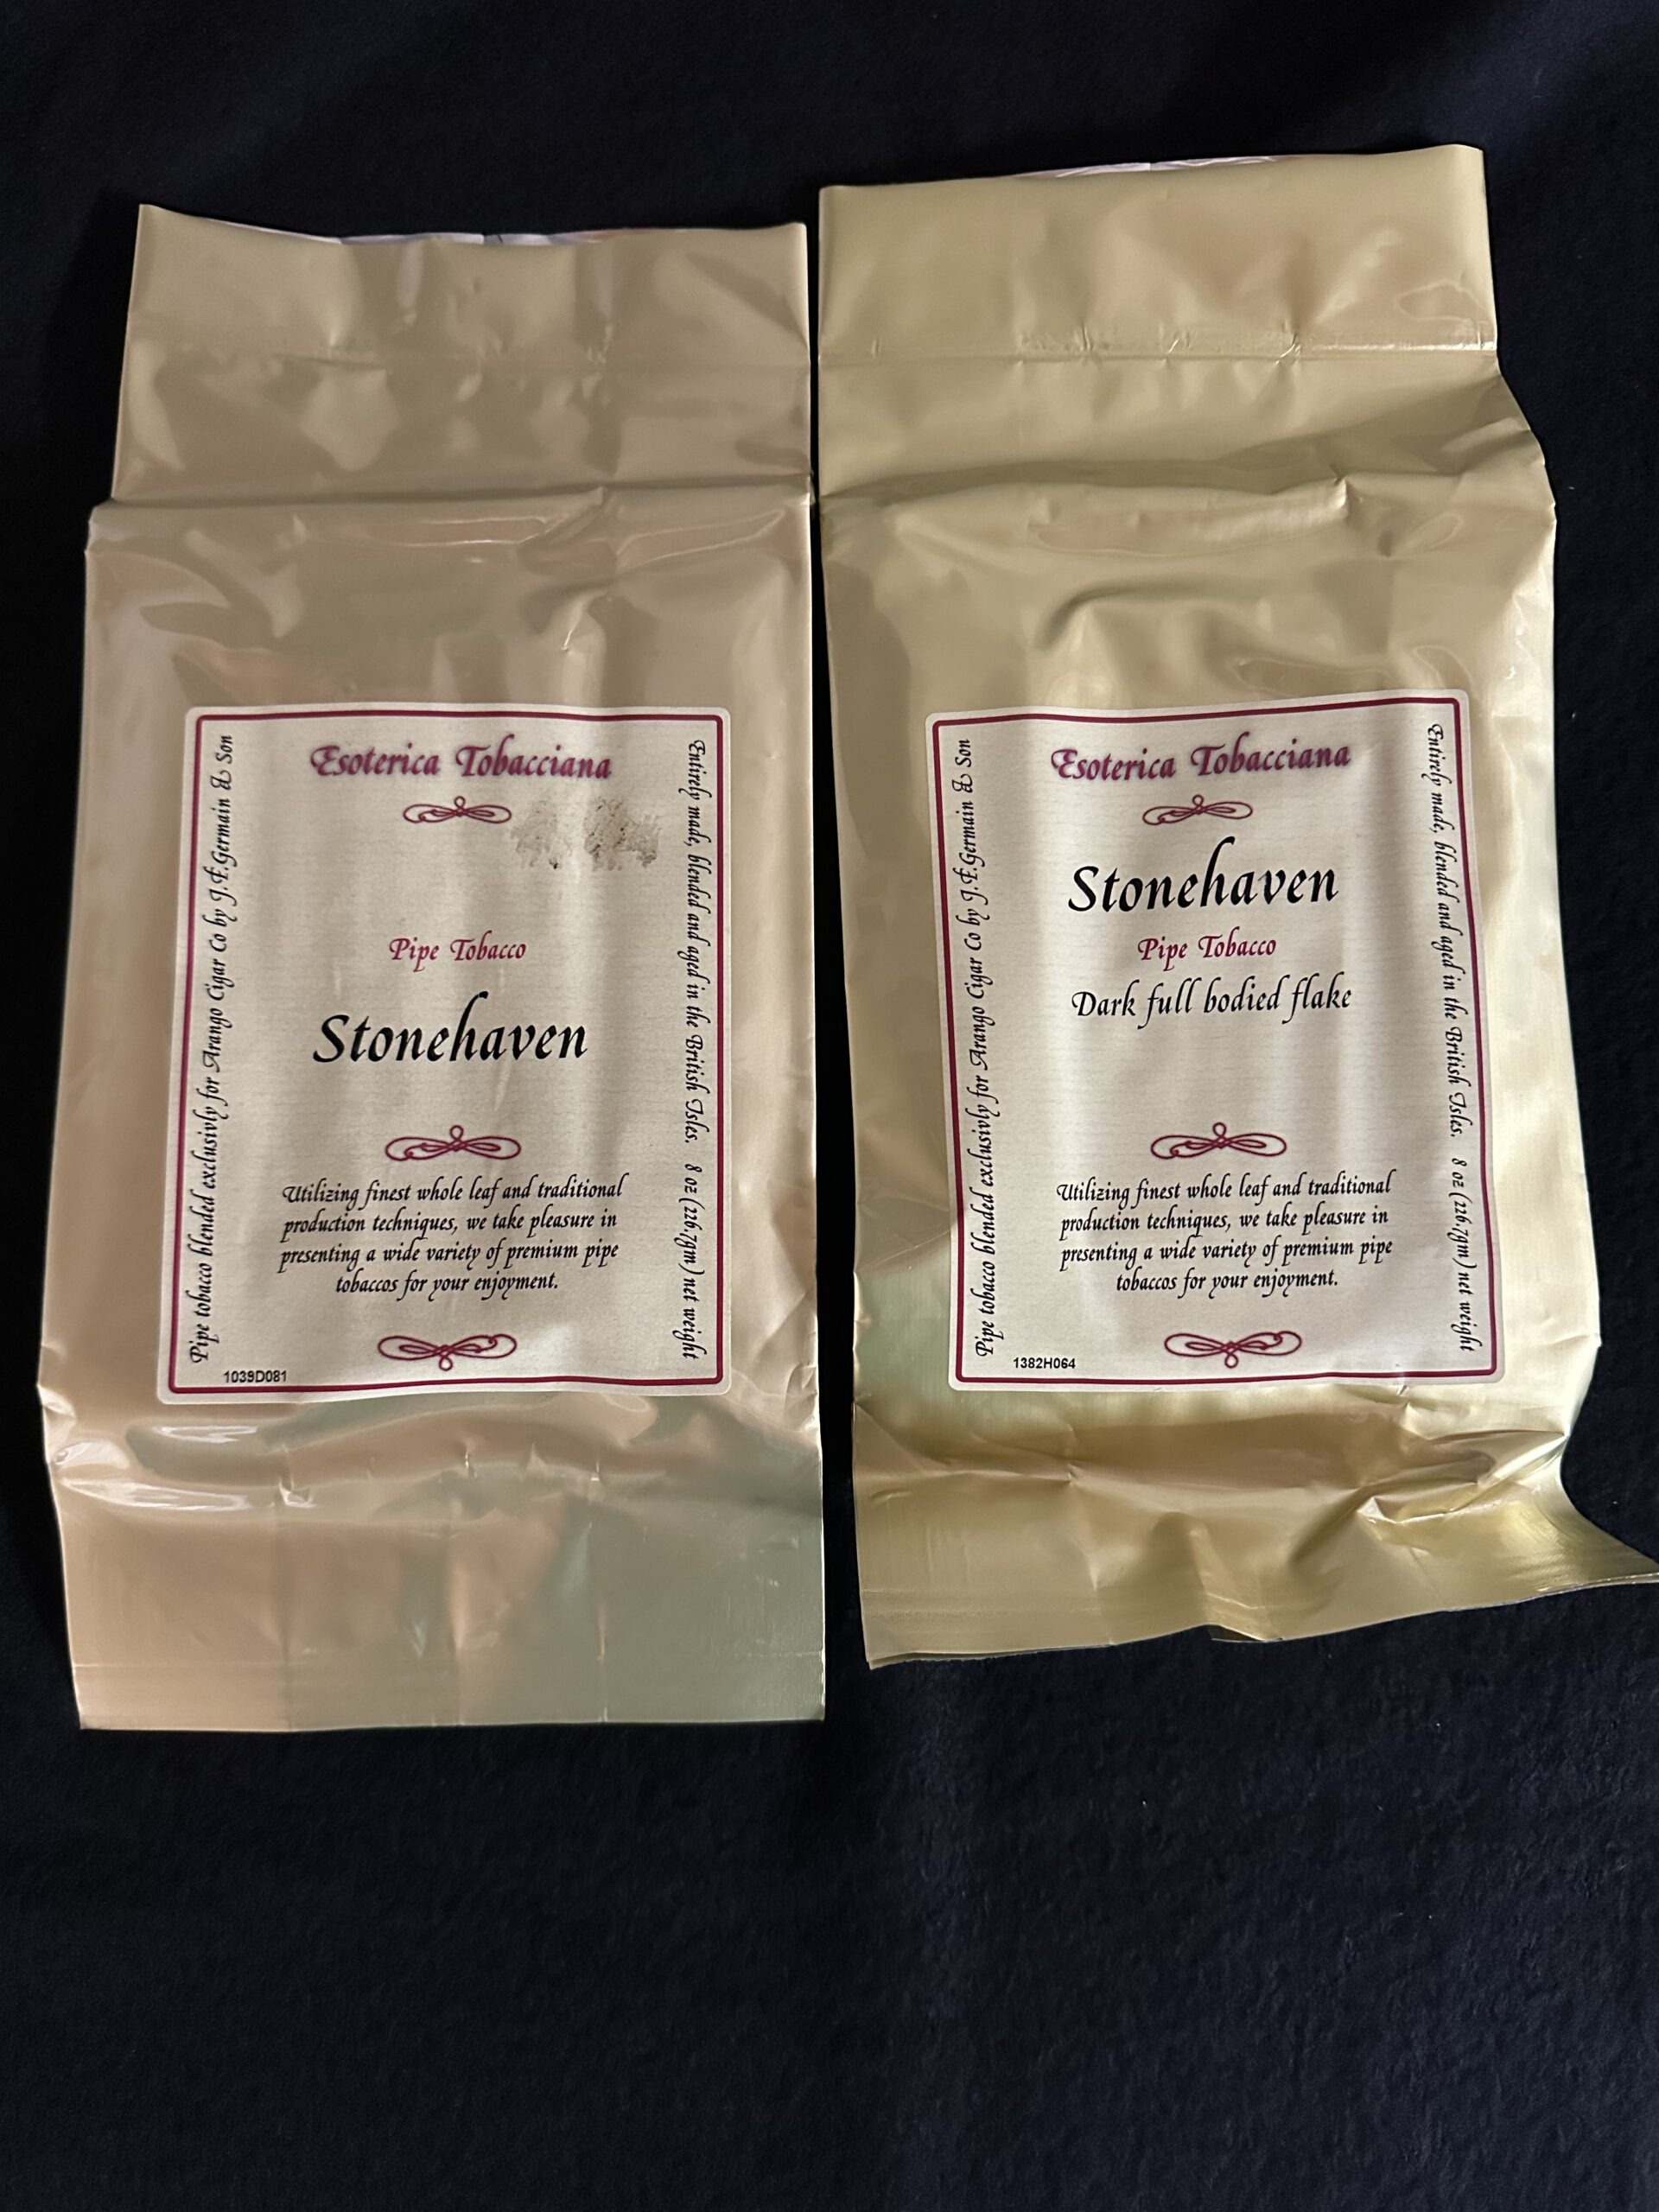 Esoterica Tobacciana
Pipe Tobacco
Stonehaven
Utilizing finest whole leaf and traditional
production techniques, we take pleasure in
presenting a wide variety of premium pipe
tobaccos for your enjoyment.
1039D081
Pipe tobacco blended exclusivly for Arango Cigar Co by J.F.Germain & Son
Entirely made, blended and aged in the British Isles. 8 oz (226.7gm) net weight
Esoterica Tobacciana
Stonehaven
Pipe Tobacco
Dark full bodied flake
Utilizing finest whole leaf and traditional
production techniques, we take pleasure in
presenting a wide variety of premium pipe
tobaccos for your enjoyment.
1382H064
Pipe tobacco blended exclusivly for Arango Cigar Co by J.F.Germain & Son
Entirely made, blended and aged in the British Isles. 8 oz (226.7gm) net weight